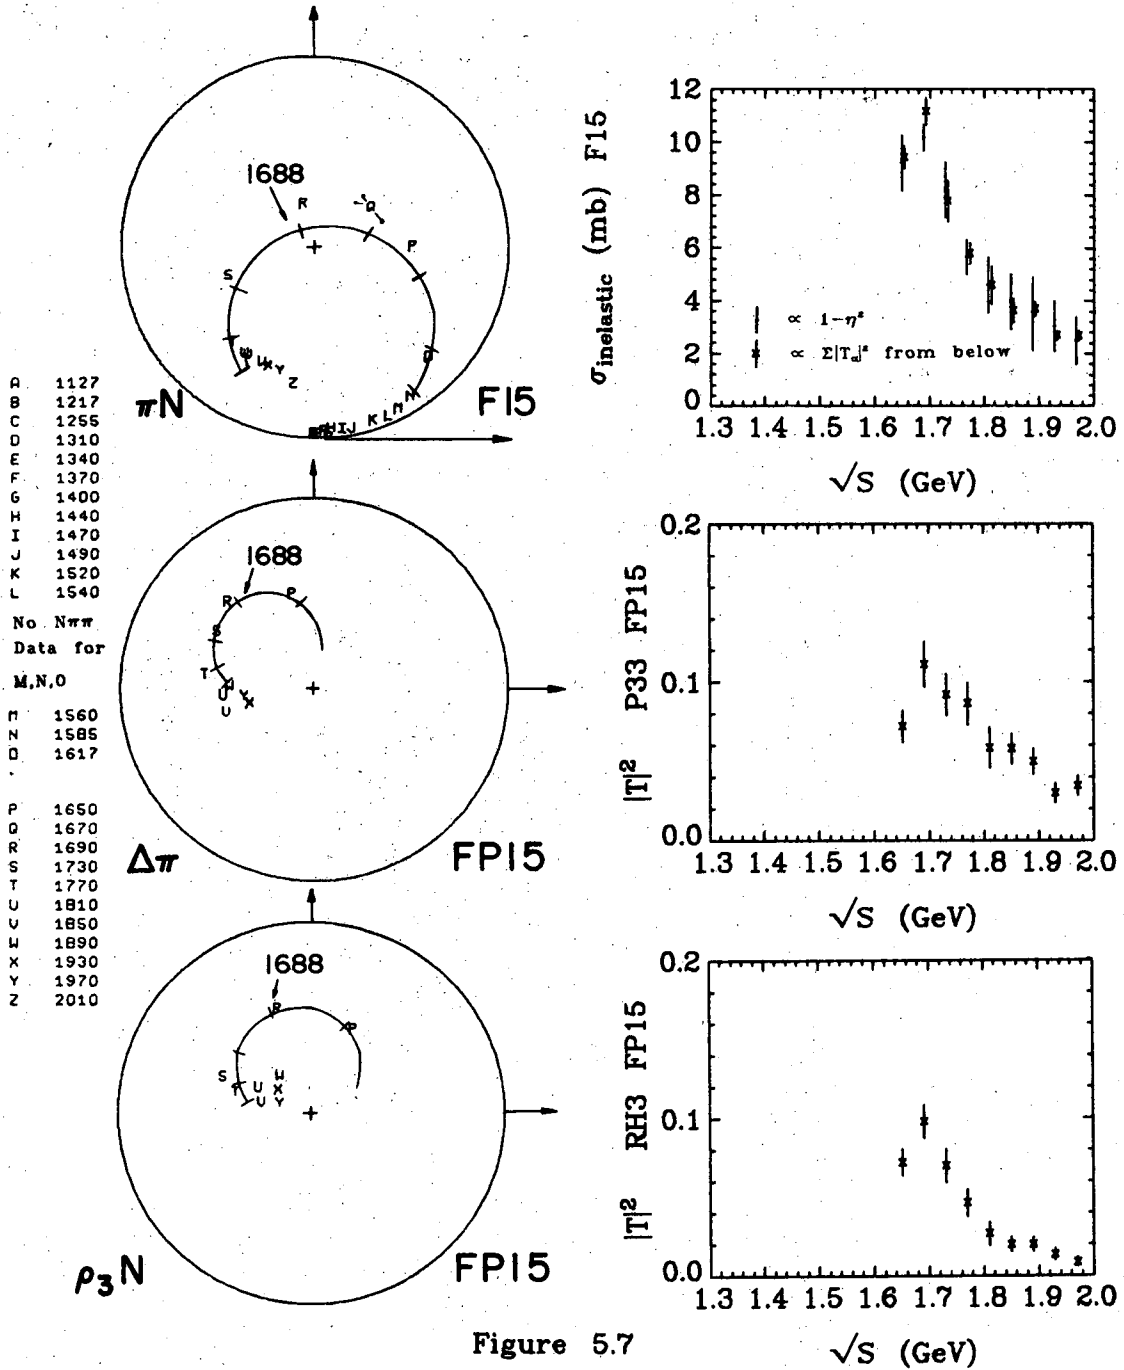 1688
R
Q
P
S
W
U X Y
Z
K L M N
H I J
πN
F15
A 1127
B 1217
C 1255
D 1310
E 1340
F 1370
G 1400
H 1440
I 1470
J 1490
K 1520
L 1540
No Nππ
Data for
M,N,O
M 1560
N 1585
O 1617
P 1650
Q 1670
R 1690
S 1730
T 1770
U 1810
V 1850
W 1890
X 1930
Y 1970
Z 2010
1688
R
P
S
T
U
Y
X
U
Δπ
FP15
1688
R
P
S
T
U
W
X
U
Y
ρ₃N
FP15
σinelastic (mb) F15
12
10
8
6
4
2
0
∝ 1-η²
∝ Σ|Tα|² from below
1.3 1.4 1.5 1.6 1.7 1.8 1.9 2.0
√S (GeV)
|T|² P33 FP15
0.2
0.1
0.0
1.3 1.4 1.5 1.6 1.7 1.8 1.9 2.0
√S (GeV)
|T|² RH3 FP15
0.2
0.1
0.0
1.3 1.4 1.5 1.6 1.7 1.8 1.9 2.0
√S (GeV)
Figure 5.7